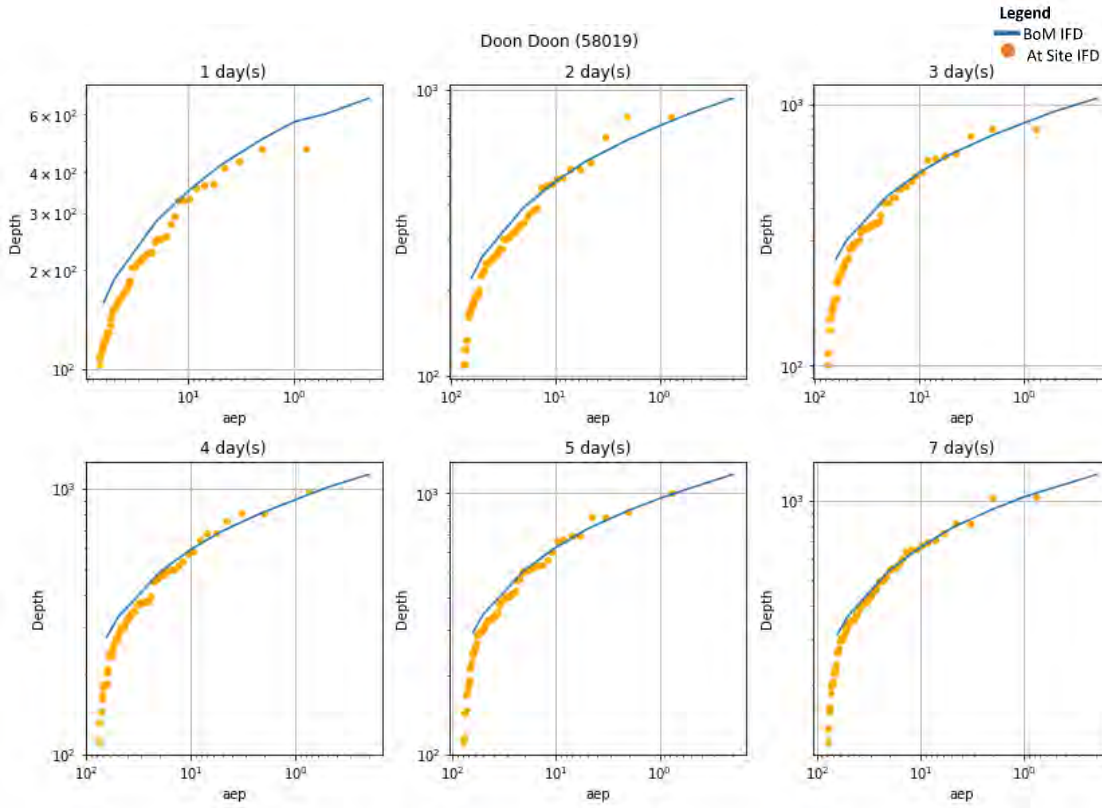 Legend
BoM IFD
At Site IFD
Doon Doon (58019)
1 day(s)
2 day(s)
3 day(s)
6 × 10²
4 × 10²
3 × 10²
2 × 10²
10²
Depth
10¹
10⁰
aep
10³
10²
Depth
10²
10¹
10⁰
aep
10³
10²
Depth
10²
10¹
10⁰
aep
4 day(s)
5 day(s)
7 day(s)
10³
10²
Depth
10²
10¹
10⁰
aep
10³
10²
Depth
10²
10¹
10⁰
aep
10³
Depth
10²
10¹
10⁰
aep